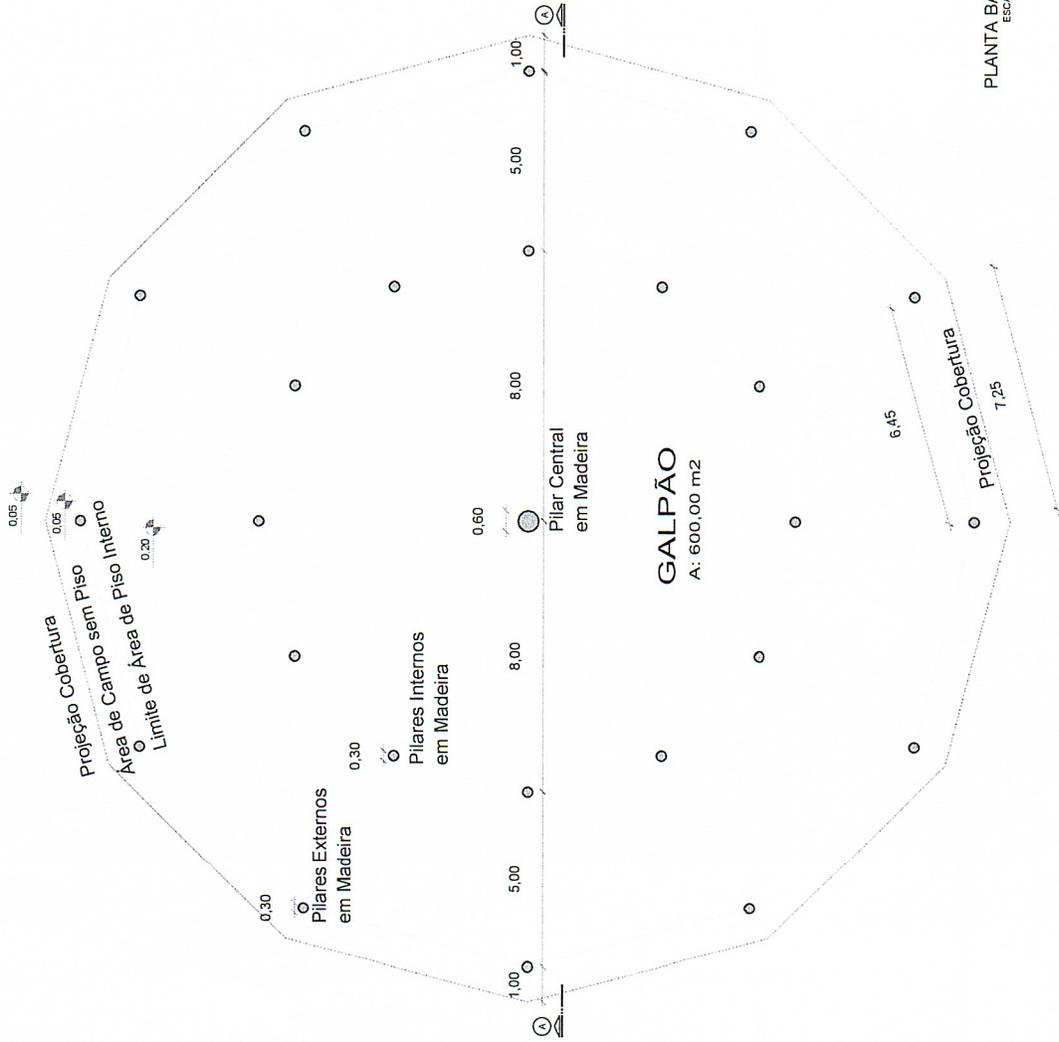 PLANTA BA
ESCA
A
1,00
5,00
8,00
0,60
Pilar Central
em Madeira
8,00
5,00
1,00
A
GALPÃO
A: 600,00 m2
0,05
0,05
0,20
Projeção Cobertura
Área de Campo sem Piso
Limite de Área de Piso Interno
0,30
Pilares Internos
em Madeira
0,30
Pilares Externos
em Madeira
6,45
Projeção Cobertura
7,25